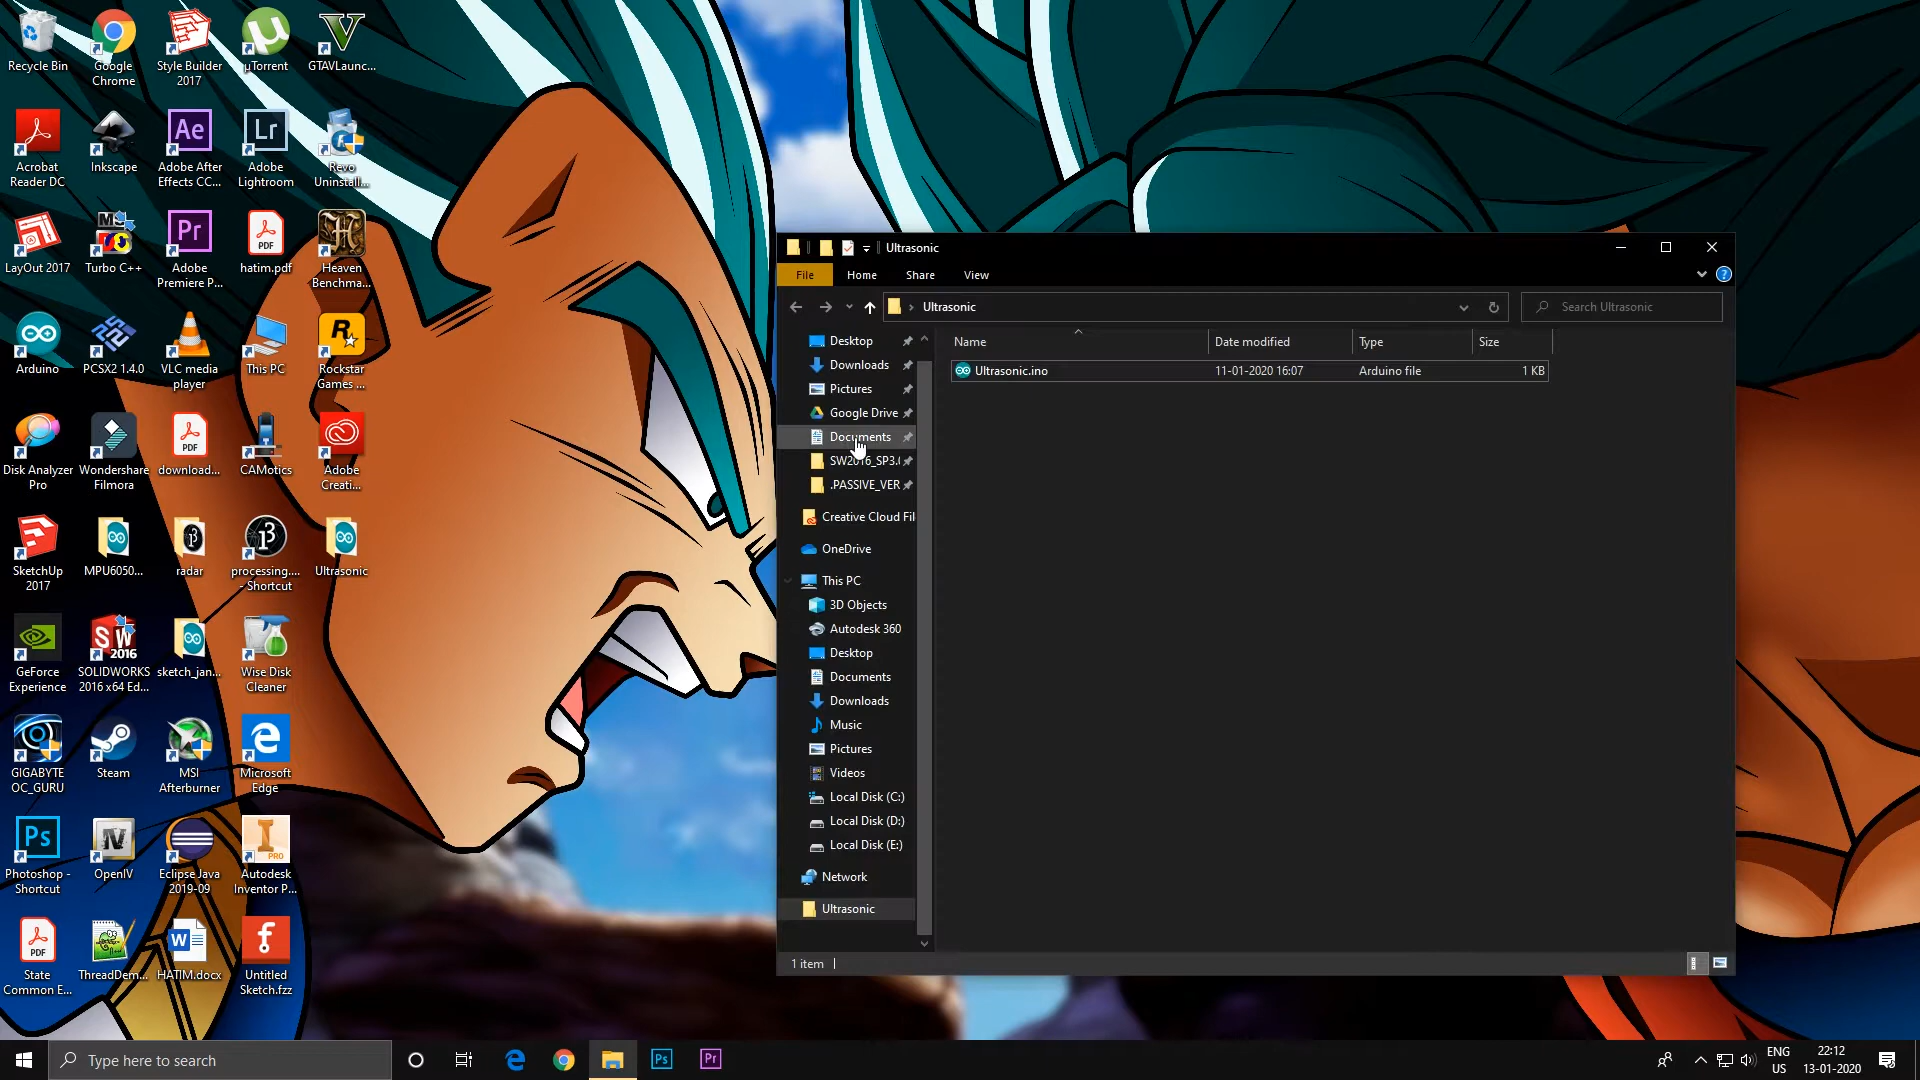 Recycle Bin
Google
Chrome
Style Builder
2017
µTorrent
GTAVLaunc...
Acrobat
Reader DC
Inkscape
Adobe After
Effects CC...
Adobe
Lightroom
Revo
Uninstall...
LayOut 2017
Turbo C++
Adobe
Premiere P...
hatim.pdf
Heaven
Benchma...
Arduino
PCSX2 1.4.0
VLC media
player
This PC
Rockstar
Games ...
Disk Analyzer
Pro
Wondershare
Filmora
download...
CAMotics
Adobe
Creati...
SketchUp
2017
MPU6050...
radar
processing....
- Shortcut
Ultrasonic
GeForce
Experience
SOLIDWORKS
2016 x64 Ed...
sketch_jan...
Wise Disk
Cleaner
GIGABYTE
OC_GURU
Steam
MSI
Afterburner
Microsoft
Edge
Photoshop -
Shortcut
OpenIV
Eclipse Java
2019-09
Autodesk
Inventor P...
State
Common E...
ThreadDem...
HATIM.docx
Untitled
Sketch.fzz
Ultrasonic
File
Home
Share
View
Ultrasonic
Search Ultrasonic
Name
Date modified
Type
Size
Ultrasonic.ino
11-01-2020 16:07
Arduino file
1 KB
Desktop
Downloads
Pictures
Google Drive
Documents
SW2016_SP3.0
.PASSIVE_VER
Creative Cloud Fil
OneDrive
This PC
3D Objects
Autodesk 360
Desktop
Documents
Downloads
Music
Pictures
Videos
Local Disk (C:)
Local Disk (D:)
Local Disk (E:)
Network
Ultrasonic
1 item
Type here to search
ENG
US
22:12
13-01-2020